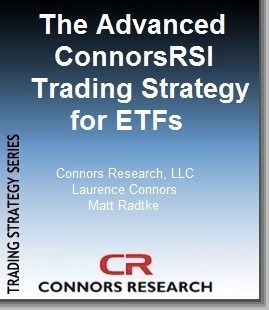 The Advanced
ConnorsRSI
Trading Strategy
for ETFs
Connors Research, LLC
Laurence Connors
Matt Radtke
TRADING STRATEGY SERIES
CR
CONNORS RESEARCH